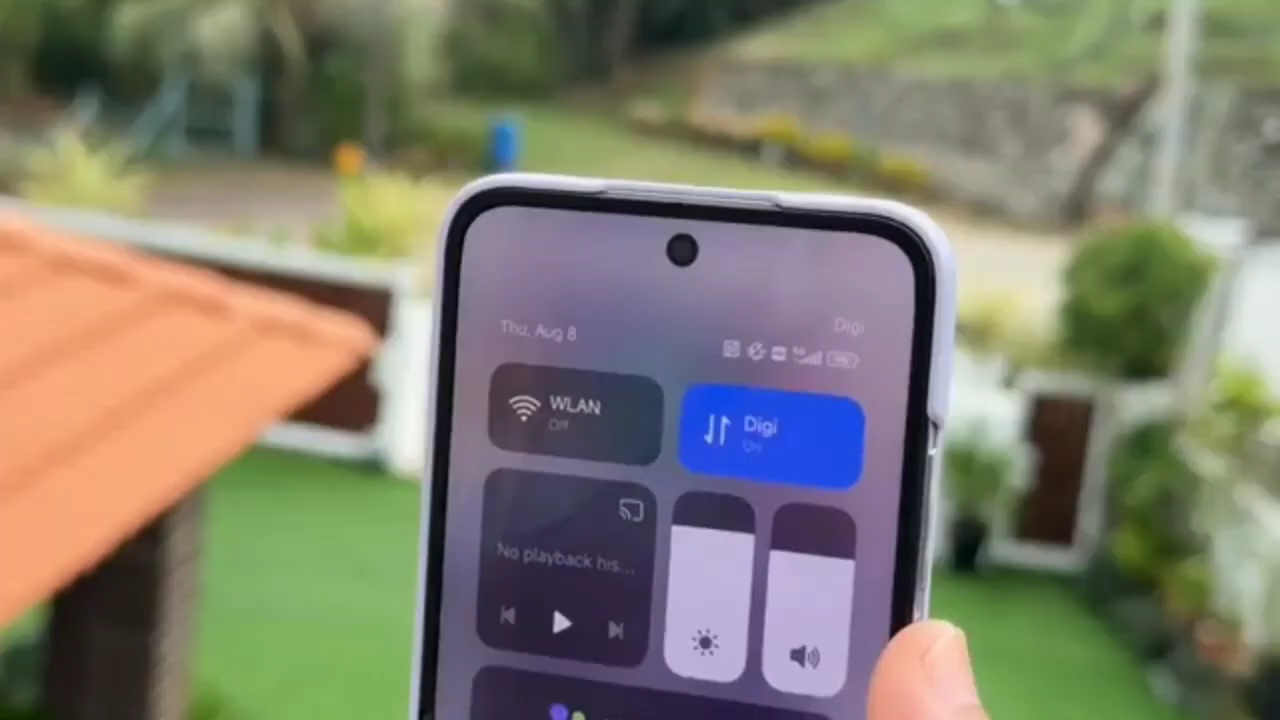 Digi
Thu, Aug 8
WLAN
Off
Digi
On
No playback his...